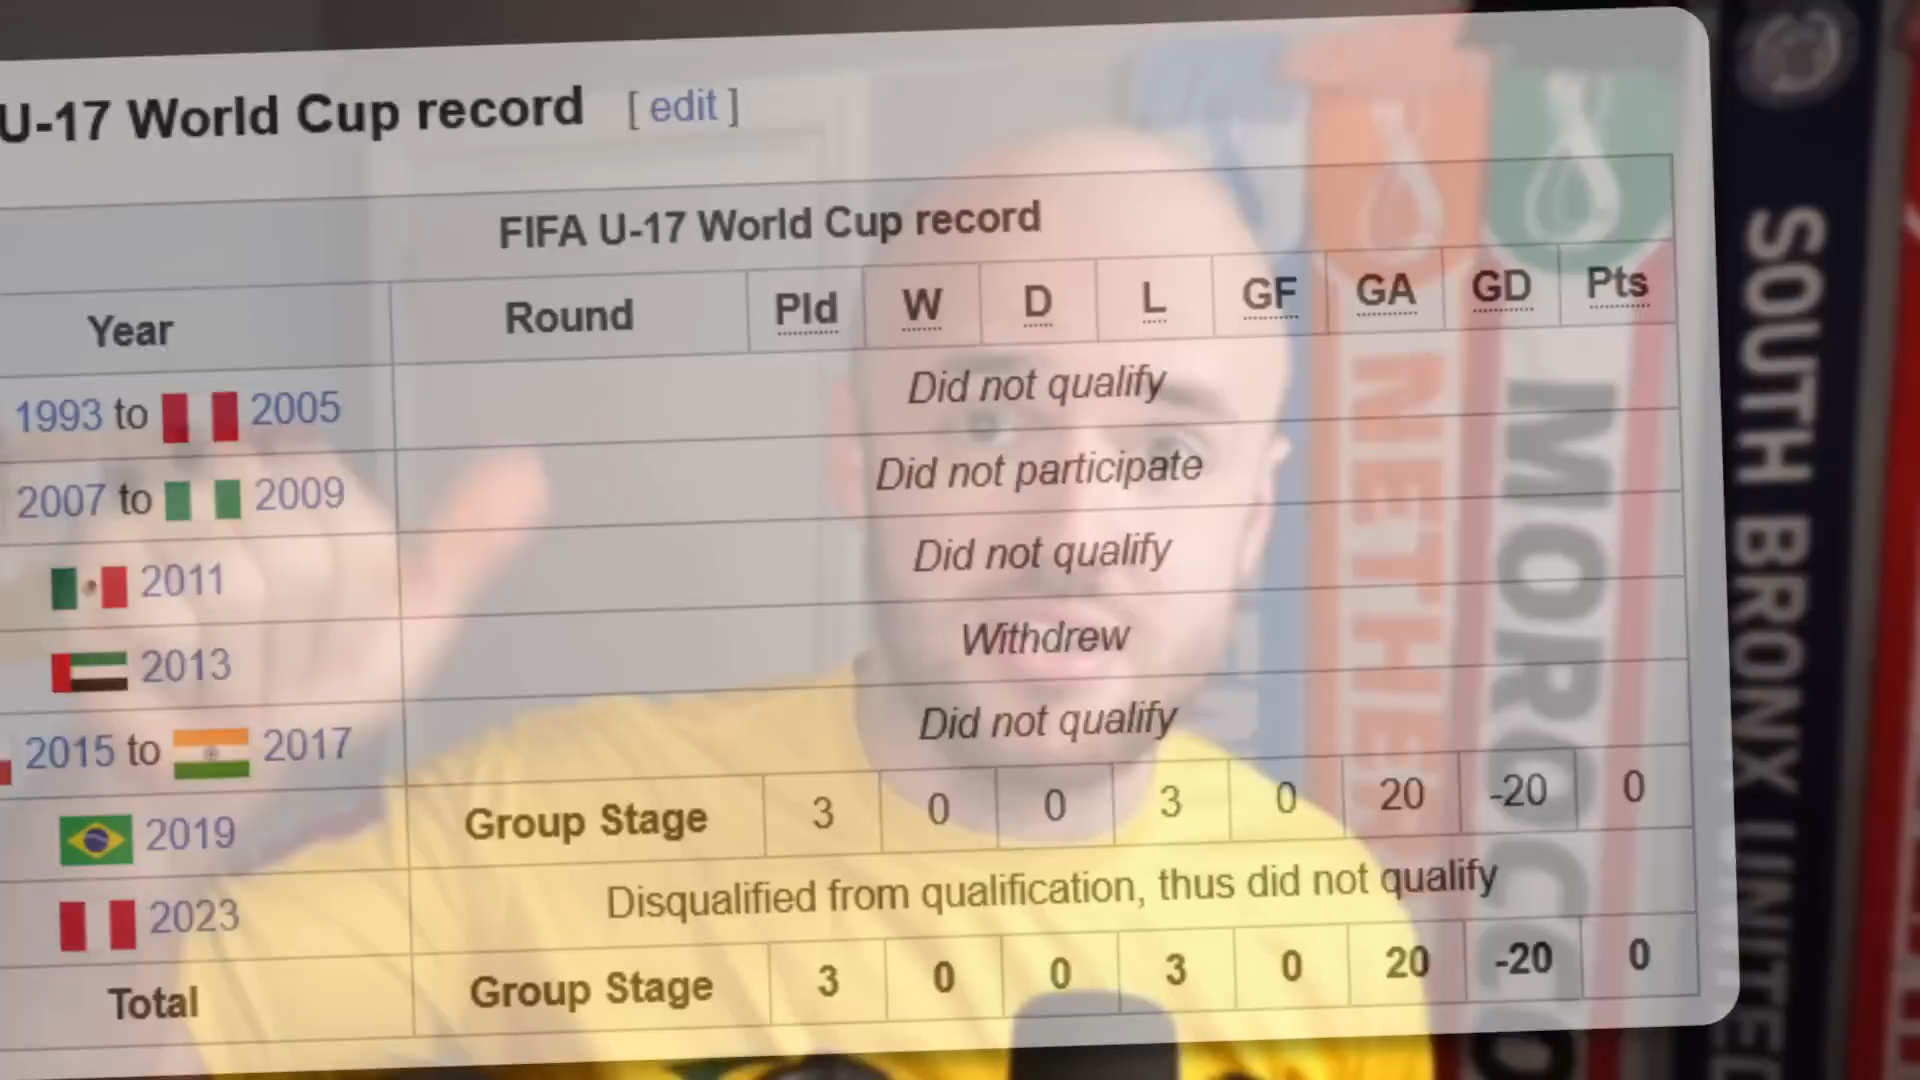 U-17 World Cup record [ edit ]
FIFA U-17 World Cup record
Year Round Pld W D L GF GA GD Pts
1993 to 2005 Did not qualify
2007 to 2009 Did not participate
2011 Did not qualify
2013 Withdrew
2015 to 2017 Did not qualify
2019 Group Stage 3 0 0 3 0 20 -20 0
2023 Disqualified from qualification, thus did not qualify
Total Group Stage 3 0 0 3 0 20 -20 0
NETHER
MOROCCO
SOUTH BRONX UNITED